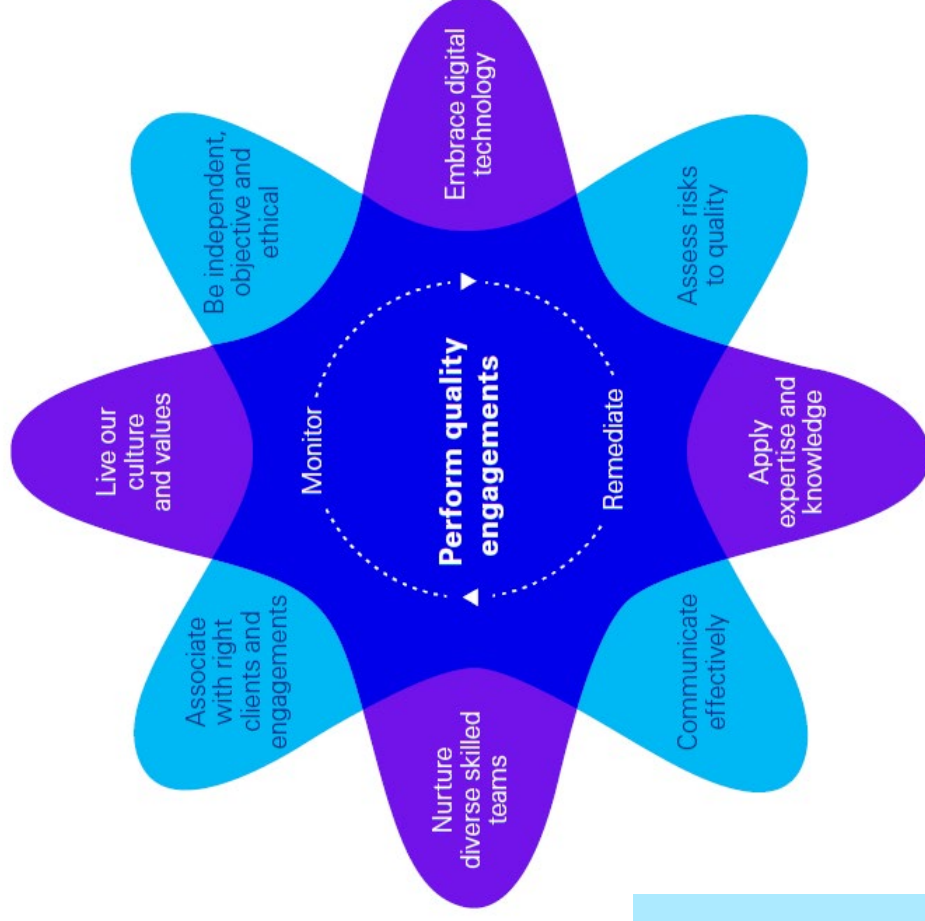 Live our
culture
and values
Be independent,
objective and
ethical
Embrace digital
technology
Assess risks
to quality
Apply
expertise and
knowledge
Communicate
effectively
Nurture
diverse skilled
teams
Associate
with right
clients and
engagements
Monitor
Perform quality
engagements
Remediate